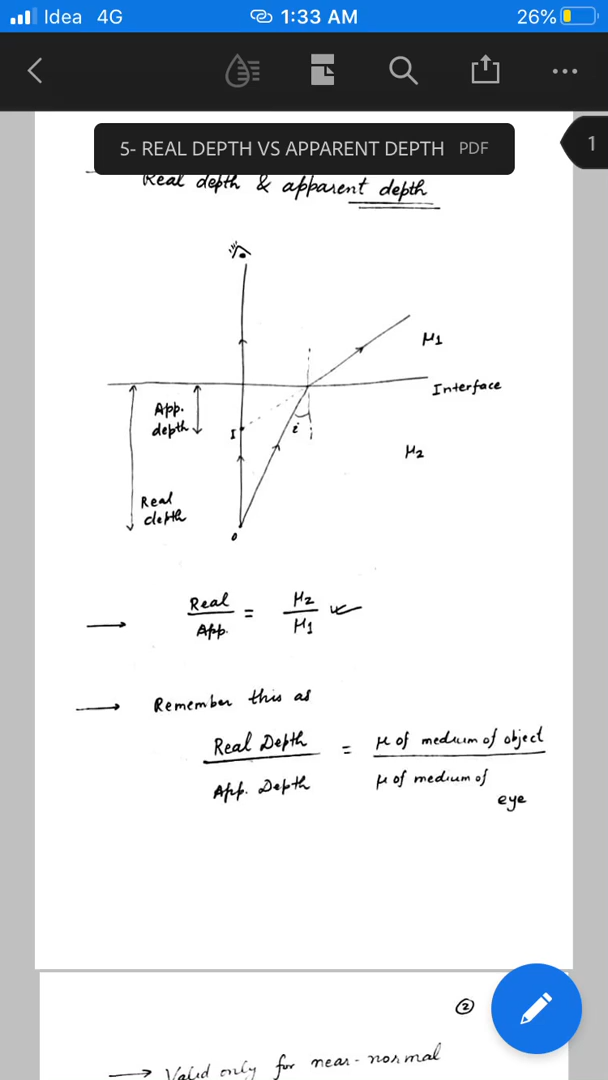 Idea 4G 1:33 AM 26%
1
5- REAL DEPTH VS APPARENT DEPTH PDF
Real depth & apparent depth
μ1
Interface
App.
depth
I
i
μ2
Real
depth
O
Real/App. = μ2/μ1
Remember this as
Real Depth = μ of medium of object
App. Depth μ of medium of
eye
2
Valid only for near-normal